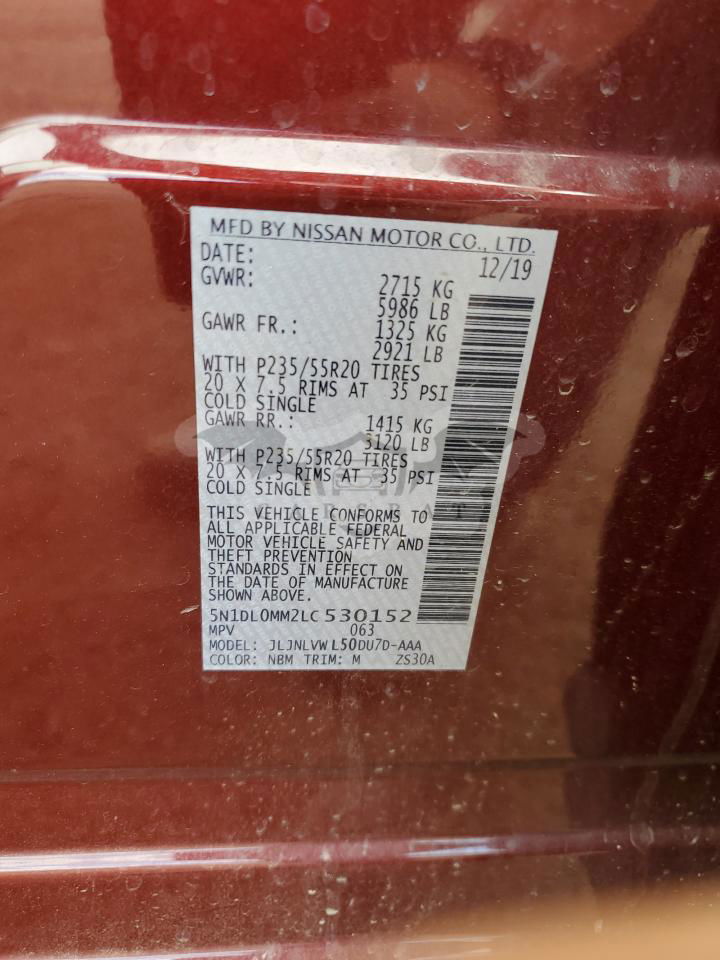 MFD BY NISSAN MOTOR CO., LTD.
DATE: 12/19
GVWR: 2715 KG
5986 LB
GAWR FR.: 1325 KG
2921 LB
WITH P235/55R20 TIRES
20 X 7.5 RIMS AT 35 PSI
COLD SINGLE
GAWR RR.: 1415 KG
3120 LB
WITH P235/55R20 TIRES
20 X 7.5 RIMS AT 35 PSI
COLD SINGLE
THIS VEHICLE CONFORMS TO
ALL APPLICABLE FEDERAL
MOTOR VEHICLE SAFETY AND
THEFT PREVENTION
STANDARDS IN EFFECT ON
THE DATE OF MANUFACTURE
SHOWN ABOVE.
5N1DL0MM2LC530152
MPV 063
MODEL: JLJNLVWL50DU7D-AAA
COLOR: NBM TRIM: M ZS30A